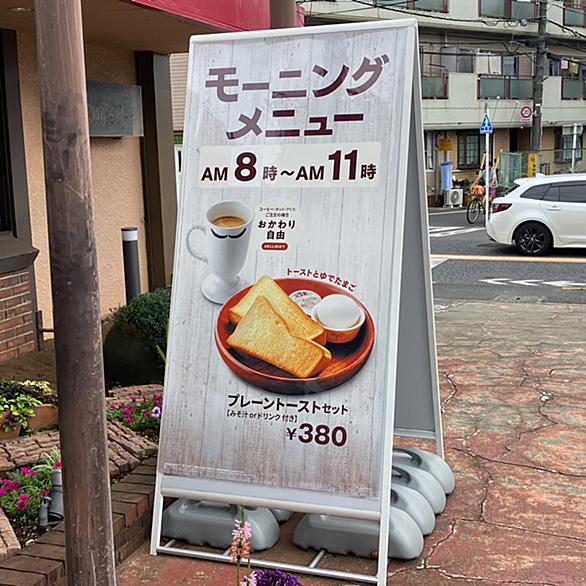 モーニング
メニュー
AM 8時〜AM 11時
コーヒー(ホット・アイス)
ご注文の場合
おかわり
自由
トーストとゆでたまご
プレーントーストセット
【みそ汁orドリンク付き】
¥380